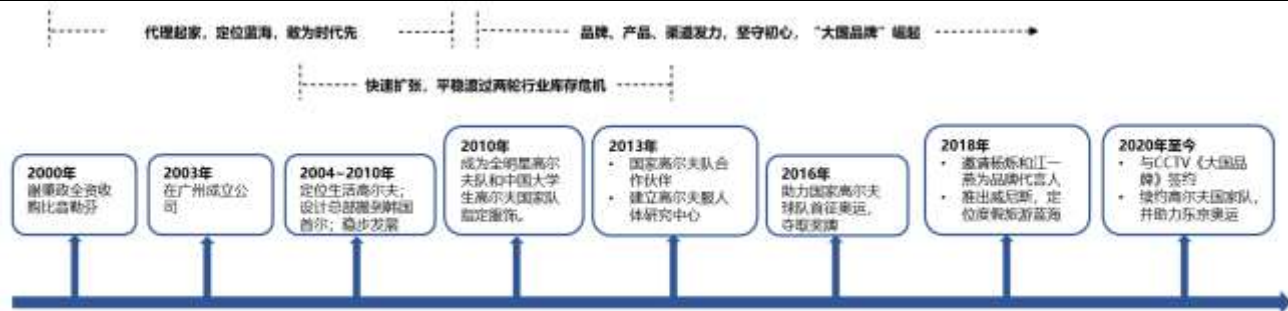 代理起家，定位蓝海，敢为时代先
品牌、产品、渠道发力，坚守初心，“大国品牌”崛起
快速扩张，平稳渡过两轮行业库存危机
2000年
谢秉政全资收
购比音勒芬
2003年
在广州成立公
司
2004~2010年
定位生活高尔夫；
设计总部搬到韩国
首尔；稳步发展
2010年
成为全明星高尔
夫队和中国大学
生高尔夫国家队
指定服饰。
2013年
• 国家高尔夫队合
作伙伴
• 建立高尔夫服人
体研究中心
2016年
助力国家高尔夫
球队首征奥运，
夺取奖牌
2018年
• 邀请杨烁和江一
燕为品牌代言人
• 推出威尼斯，定
位度假旅游蓝海
2020年至今
• 与CCTV《大国品
牌》签约
• 续约高尔夫国家队，
并助力东京奥运